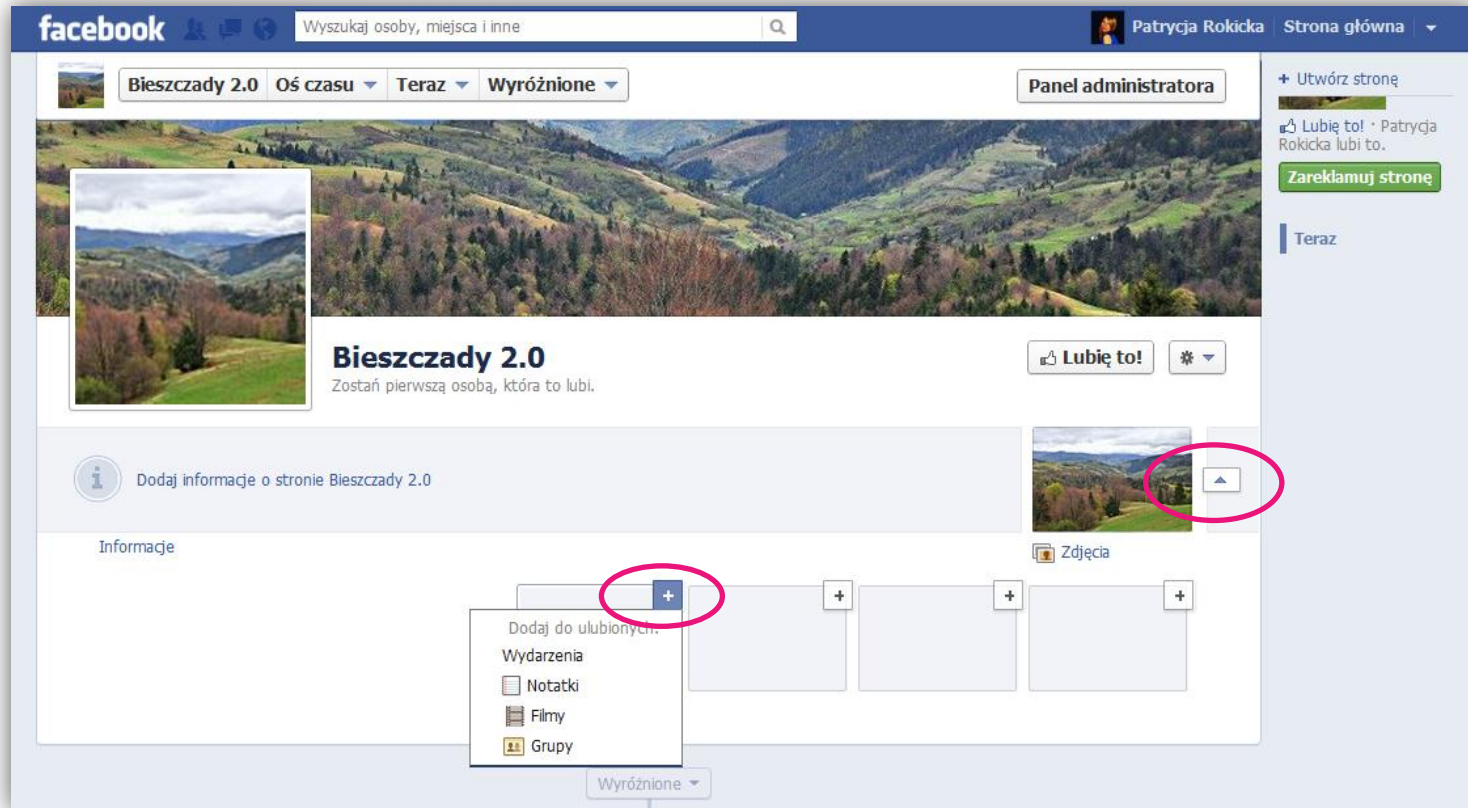 facebook Wyszukaj osoby, miejsca i inne Patrycja Rokicka Strona główna
Bieszczady 2.0 Oś czasu Teraz Wyróżnione Panel administratora
+ Utwórz stronę
Lubię to! · Patrycja
Rokicka lubi to.
Zareklamuj stronę
Teraz
Bieszczady 2.0
Zostań pierwszą osobą, która to lubi.
Lubię to!
Dodaj informacje o stronie Bieszczady 2.0
Informacje
Zdjęcia
+ + + +
Dodaj do ulubionych:
Wydarzenia
Notatki
Filmy
Grupy
Wyróżnione